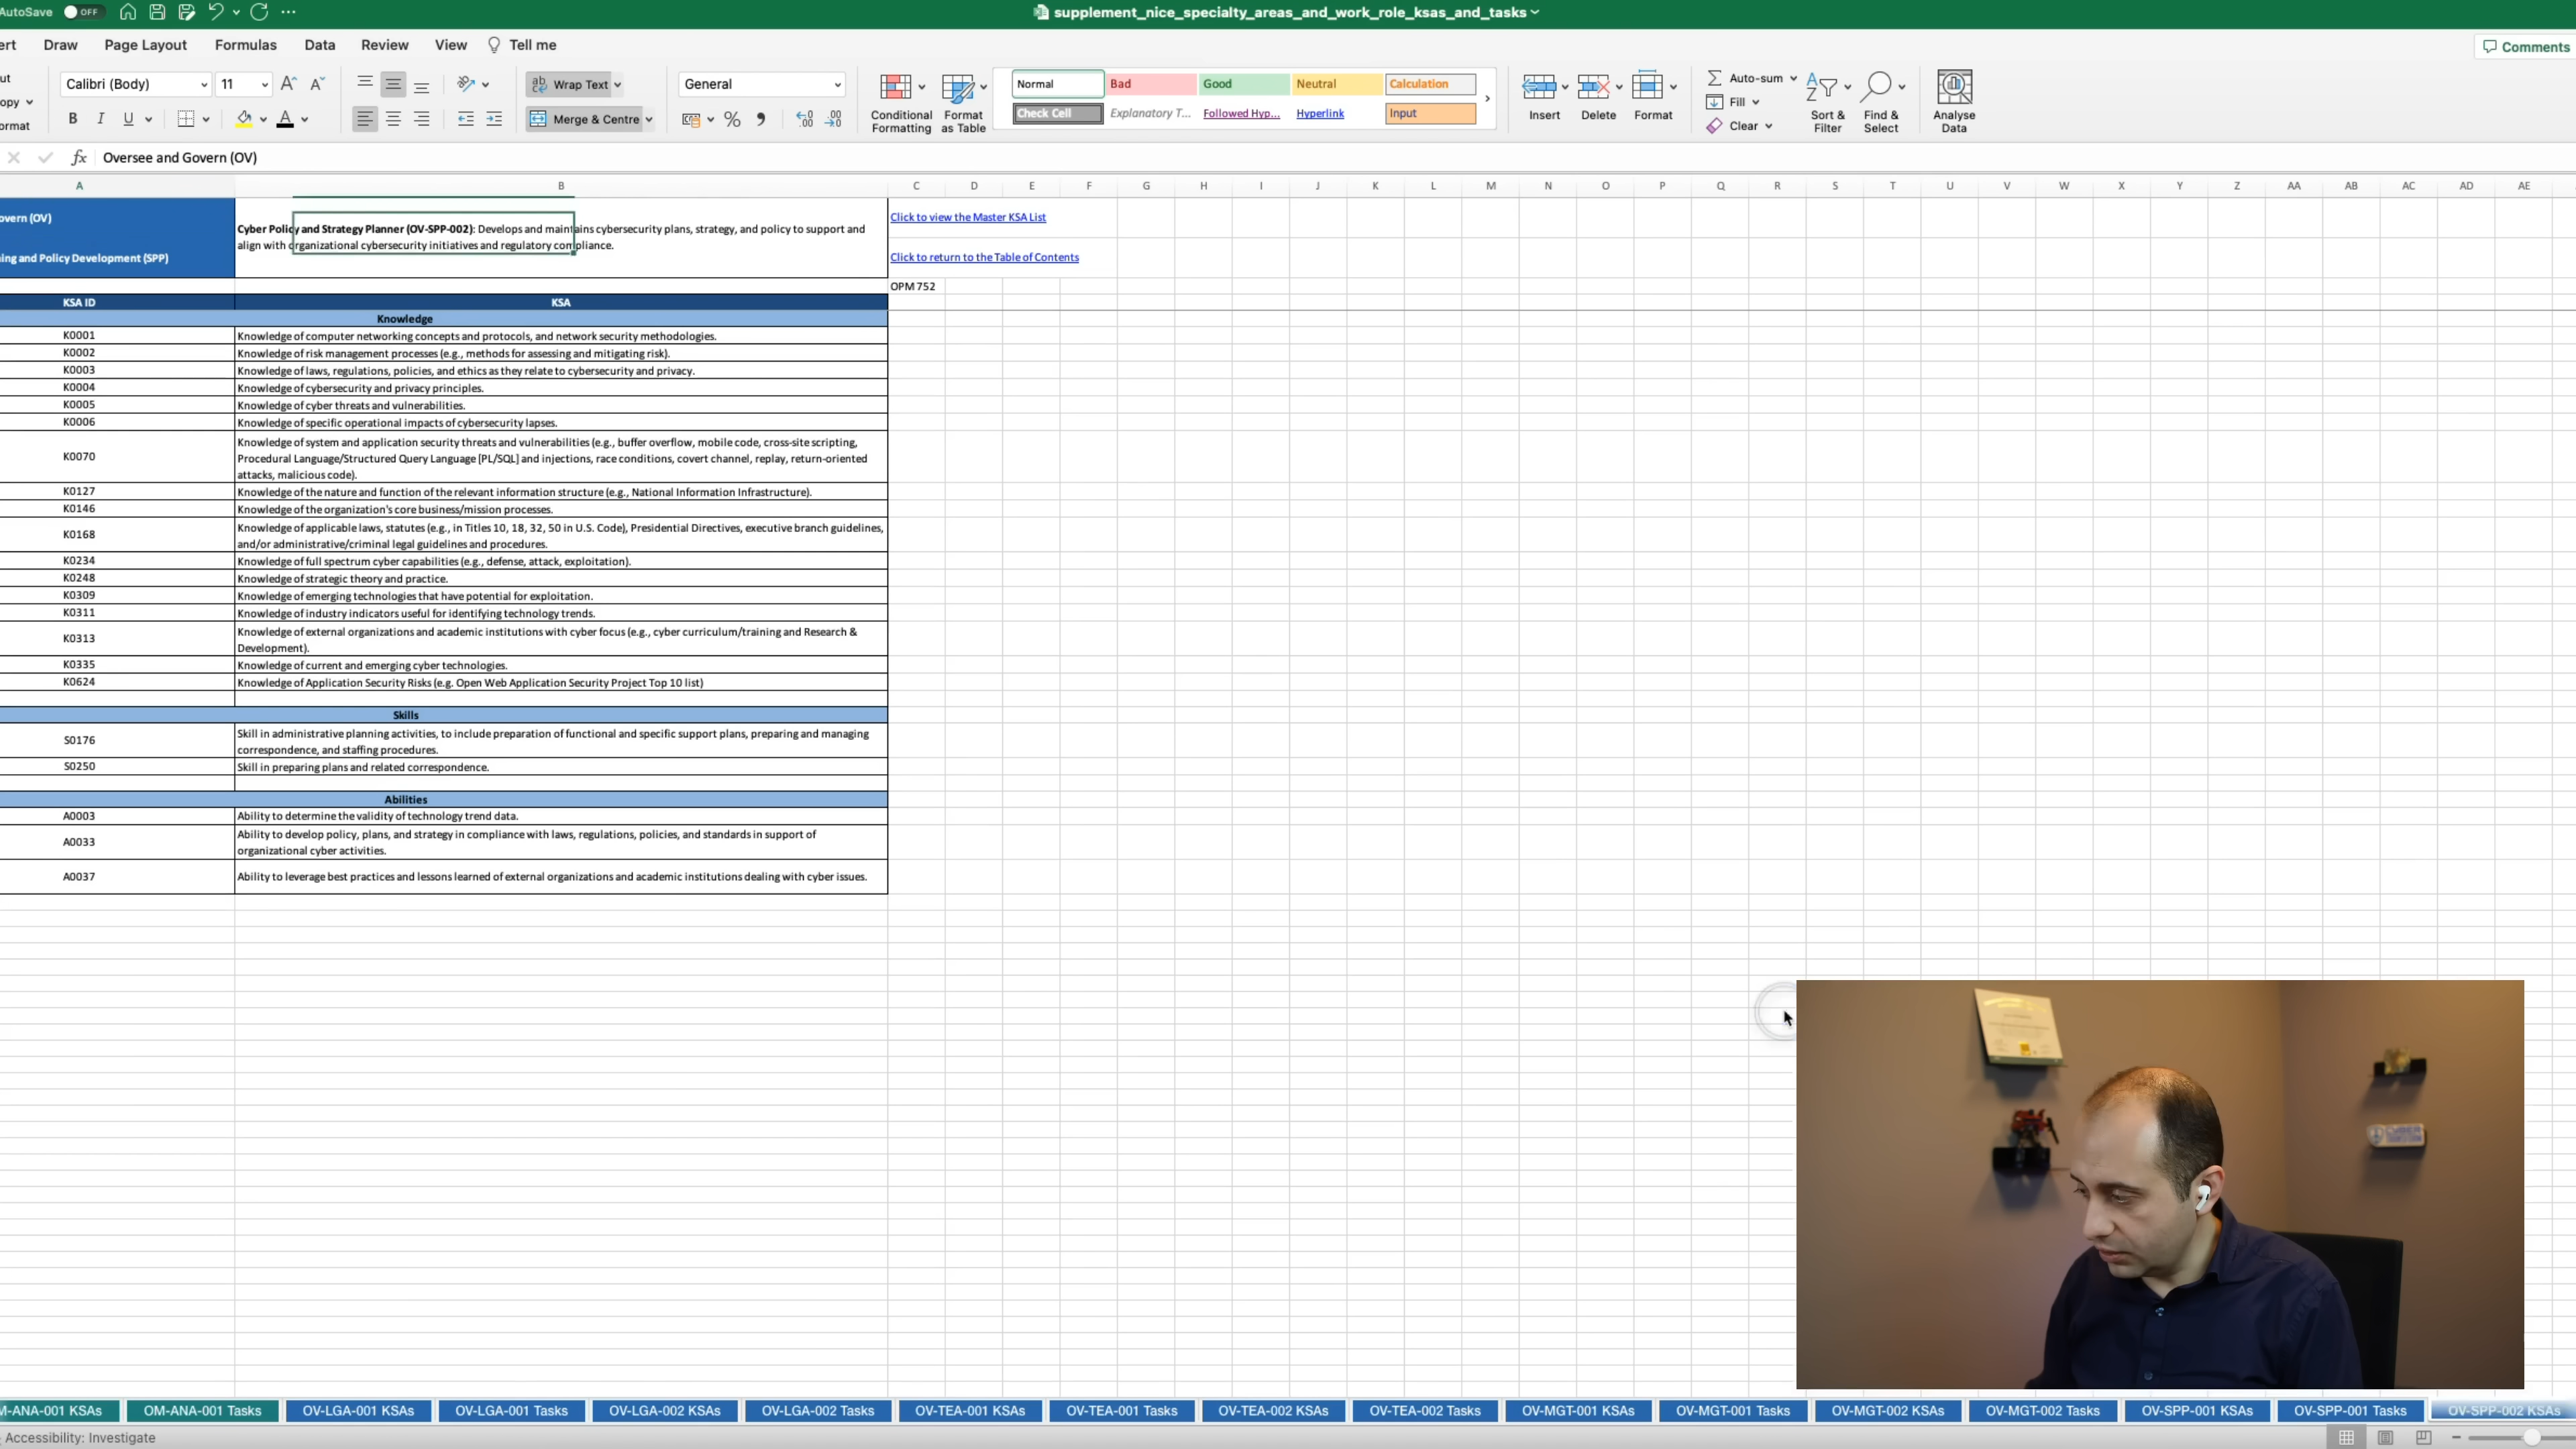 AutoSave OFF supplement_nice_specialty_areas_and_work_role_ksas_and_tasks
ert Draw Page Layout Formulas Data Review View Tell me Comments
ut
opy
ormat
Calibri (Body) 11 Wrap Text General
B I U Merge & Centre % Conditional Formatting Format as Table
Normal Bad Good Neutral Calculation
Check Cell Explanatory T... Followed Hyp... Hyperlink Input
Insert Delete Format
Auto-sum
Fill
Clear
Sort & Filter
Find & Select
Analyse Data
fx Oversee and Govern (OV)
A B C D E F G H I J K L M N O P Q R S T U V W X Y Z AA AB AC AD AE
overn (OV)
ing and Policy Development (SPP)
Cyber Policy and Strategy Planner (OV-SPP-002): Develops and maintains cybersecurity plans, strategy, and policy to support and
align with organizational cybersecurity initiatives and regulatory compliance.
Click to view the Master KSA List
Click to return to the Table of Contents
OPM 752
KSA ID KSA
Knowledge
K0001 Knowledge of computer networking concepts and protocols, and network security methodologies.
K0002 Knowledge of risk management processes (e.g., methods for assessing and mitigating risk).
K0003 Knowledge of laws, regulations, policies, and ethics as they relate to cybersecurity and privacy.
K0004 Knowledge of cybersecurity and privacy principles.
K0005 Knowledge of cyber threats and vulnerabilities.
K0006 Knowledge of specific operational impacts of cybersecurity lapses.
K0070 Knowledge of system and application security threats and vulnerabilities (e.g., buffer overflow, mobile code, cross-site scripting,
Procedural Language/Structured Query Language [PL/SQL] and injections, race conditions, covert channel, replay, return-oriented
attacks, malicious code).
K0127 Knowledge of the nature and function of the relevant information structure (e.g., National Information Infrastructure).
K0146 Knowledge of the organization's core business/mission processes.
K0168 Knowledge of applicable laws, statutes (e.g., in Titles 10, 18, 32, 50 in U.S. Code), Presidential Directives, executive branch guidelines,
and/or administrative/criminal legal guidelines and procedures.
K0234 Knowledge of full spectrum cyber capabilities (e.g., defense, attack, exploitation).
K0248 Knowledge of strategic theory and practice.
K0309 Knowledge of emerging technologies that have potential for exploitation.
K0311 Knowledge of industry indicators useful for identifying technology trends.
K0313 Knowledge of external organizations and academic institutions with cyber focus (e.g., cyber curriculum/training and Research &
Development).
K0335 Knowledge of current and emerging cyber technologies.
K0624 Knowledge of Application Security Risks (e.g. Open Web Application Security Project Top 10 list)
Skills
S0176 Skill in administrative planning activities, to include preparation of functional and specific support plans, preparing and managing
correspondence, and staffing procedures.
S0250 Skill in preparing plans and related correspondence.
Abilities
A0003 Ability to determine the validity of technology trend data.
A0033 Ability to develop policy, plans, and strategy in compliance with laws, regulations, policies, and standards in support of
organizational cyber activities.
A0037 Ability to leverage best practices and lessons learned of external organizations and academic institutions dealing with cyber issues.
M-ANA-001 KSAs OM-ANA-001 Tasks OV-LGA-001 KSAs OV-LGA-001 Tasks OV-LGA-002 KSAs OV-LGA-002 Tasks OV-TEA-001 KSAs OV-TEA-001 Tasks OV-TEA-002 KSAs OV-TEA-002 Tasks OV-MGT-001 KSAs OV-MGT-001 Tasks OV-MGT-002 KSAs OV-MGT-002 Tasks OV-SPP-001 KSAs OV-SPP-001 Tasks OV-SPP-002 KSAs
Accessibility: Investigate